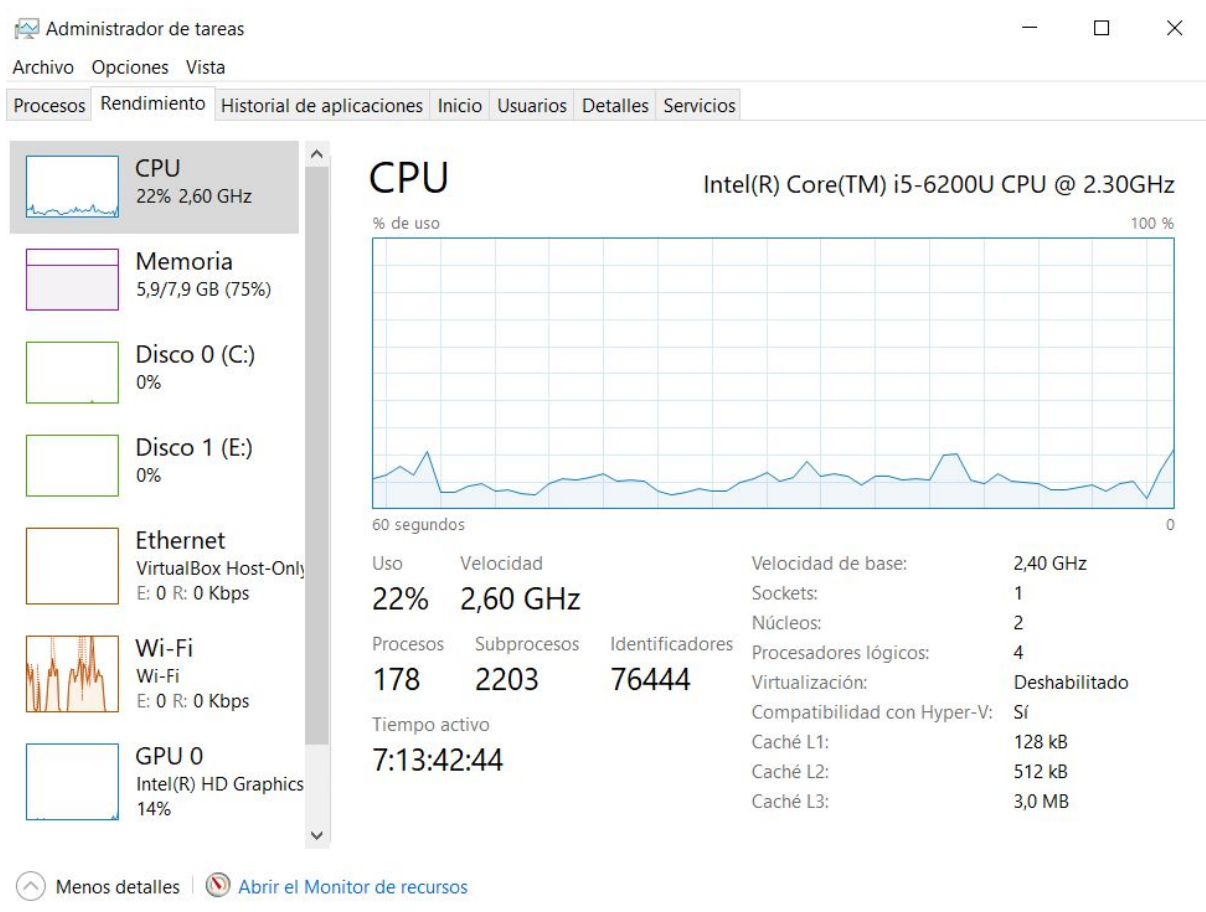 Administrador de tareas
Archivo Opciones Vista
Procesos Rendimiento Historial de aplicaciones Inicio Usuarios Detalles Servicios
CPU
22% 2,60 GHz
Memoria
5,9/7,9 GB (75%)
Disco 0 (C:)
0%
Disco 1 (E:)
0%
Ethernet
VirtualBox Host-Only
E: 0 R: 0 Kbps
Wi-Fi
Wi-Fi
E: 0 R: 0 Kbps
GPU 0
Intel(R) HD Graphics
14%
CPU
Intel(R) Core(TM) i5-6200U CPU @ 2.30GHz
% de uso 100 %
60 segundos 0
Uso Velocidad
22% 2,60 GHz
Procesos Subprocesos Identificadores
178 2203 76444
Tiempo activo
7:13:42:44
Velocidad de base: 2,40 GHz
Sockets: 1
Núcleos: 2
Procesadores lógicos: 4
Virtualización: Deshabilitado
Compatibilidad con Hyper-V: Sí
Caché L1: 128 kB
Caché L2: 512 kB
Caché L3: 3,0 MB
Menos detalles Abrir el Monitor de recursos